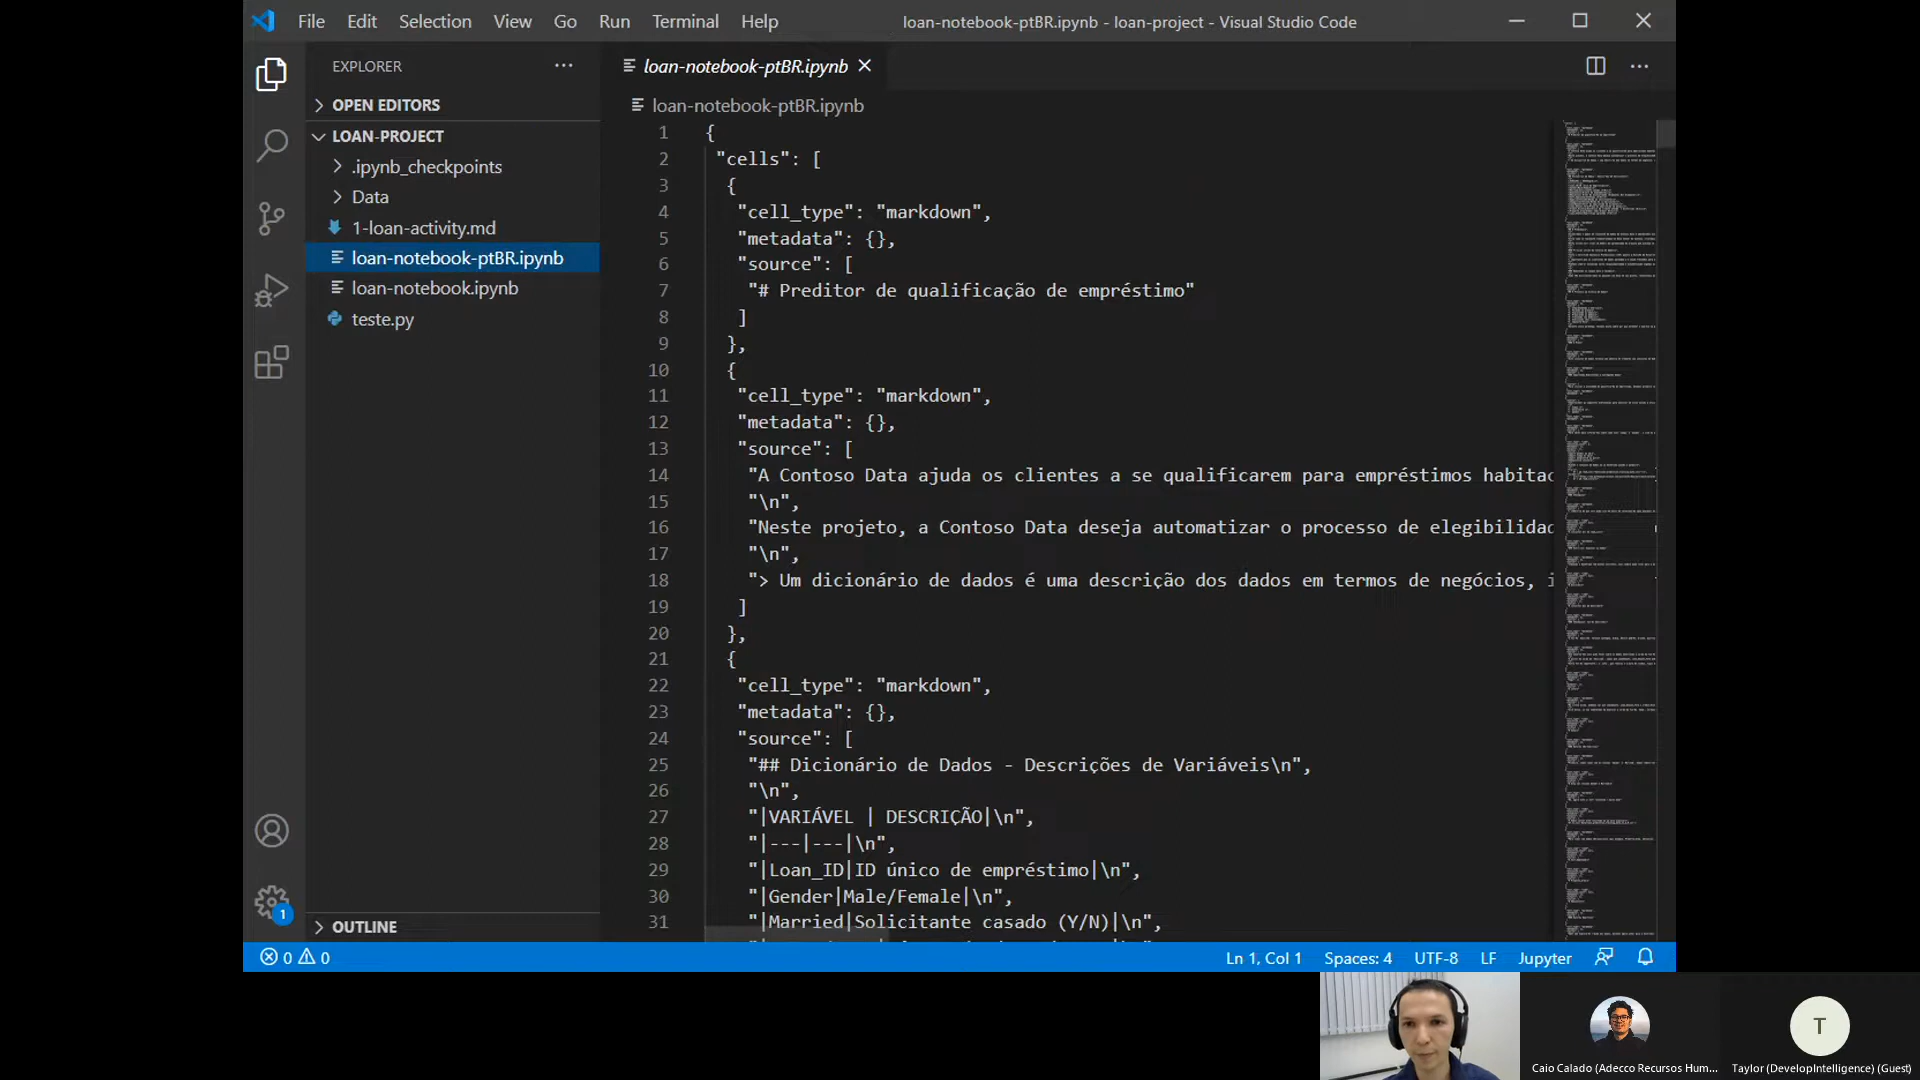 File Edit Selection View Go Run Terminal Help loan-notebook-ptBR.ipynb - loan-project - Visual Studio Code
EXPLORER
OPEN EDITORS
LOAN-PROJECT
.ipynb_checkpoints
Data
1-loan-activity.md
loan-notebook-ptBR.ipynb
loan-notebook.ipynb
teste.py
OUTLINE
loan-notebook-ptBR.ipynb
loan-notebook-ptBR.ipynb
1 {
2 "cells": [
3 {
4 "cell_type": "markdown",
5 "metadata": {},
6 "source": [
7 "# Preditor de qualificação de empréstimo"
8 ]
9 },
10 {
11 "cell_type": "markdown",
12 "metadata": {},
13 "source": [
14 "A Contoso Data ajuda os clientes a se qualificarem para empréstimos habitac
15 "\n",
16 "Neste projeto, a Contoso Data deseja automatizar o processo de elegibilidad
17 "\n",
18 "> Um dicionário de dados é uma descrição dos dados em termos de negócios, i
19 ]
20 },
21 {
22 "cell_type": "markdown",
23 "metadata": {},
24 "source": [
25 "## Dicionário de Dados - Descrições de Variáveis\n",
26 "\n",
27 "|VARIÁVEL | DESCRIÇÃO|\n",
28 "|---|---|\n",
29 "|Loan_ID|ID único de empréstimo|\n",
30 "|Gender|Male/Female|\n",
31 "|Married|Solicitante casado (Y/N)|\n",
1
0 0 Ln 1, Col 1 Spaces: 4 UTF-8 LF Jupyter
T
Caio Calado (Adecco Recursos Hum... Taylor (DevelopIntelligence) (Guest)